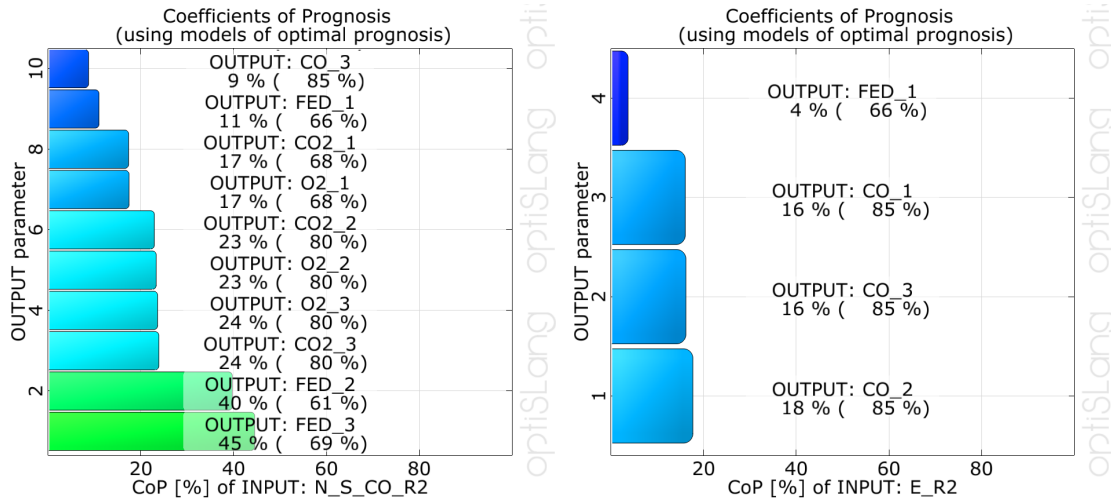 Coefficients of Prognosis
(using models of optimal prognosis)
OUTPUT parameter
10
8
6
4
2
OUTPUT: CO_3
9 % ( 85 %)
OUTPUT: FED_1
11 % ( 66 %)
OUTPUT: CO2_1
17 % ( 68 %)
OUTPUT: O2_1
17 % ( 68 %)
OUTPUT: CO2_2
23 % ( 80 %)
OUTPUT: O2_2
23 % ( 80 %)
OUTPUT: O2_3
24 % ( 80 %)
OUTPUT: CO2_3
24 % ( 80 %)
OUTPUT: FED_2
40 % ( 61 %)
OUTPUT: FED_3
45 % ( 69 %)
20 40 60 80
CoP [%] of INPUT: N_S_CO_R2
optiSLang optiSLang
Coefficients of Prognosis
(using models of optimal prognosis)
OUTPUT parameter
4
3
2
1
OUTPUT: FED_1
4 % ( 66 %)
OUTPUT: CO_1
16 % ( 85 %)
OUTPUT: CO_3
16 % ( 85 %)
OUTPUT: CO_2
18 % ( 85 %)
20 40 60 80
CoP [%] of INPUT: E_R2
optiSLang optiSLang